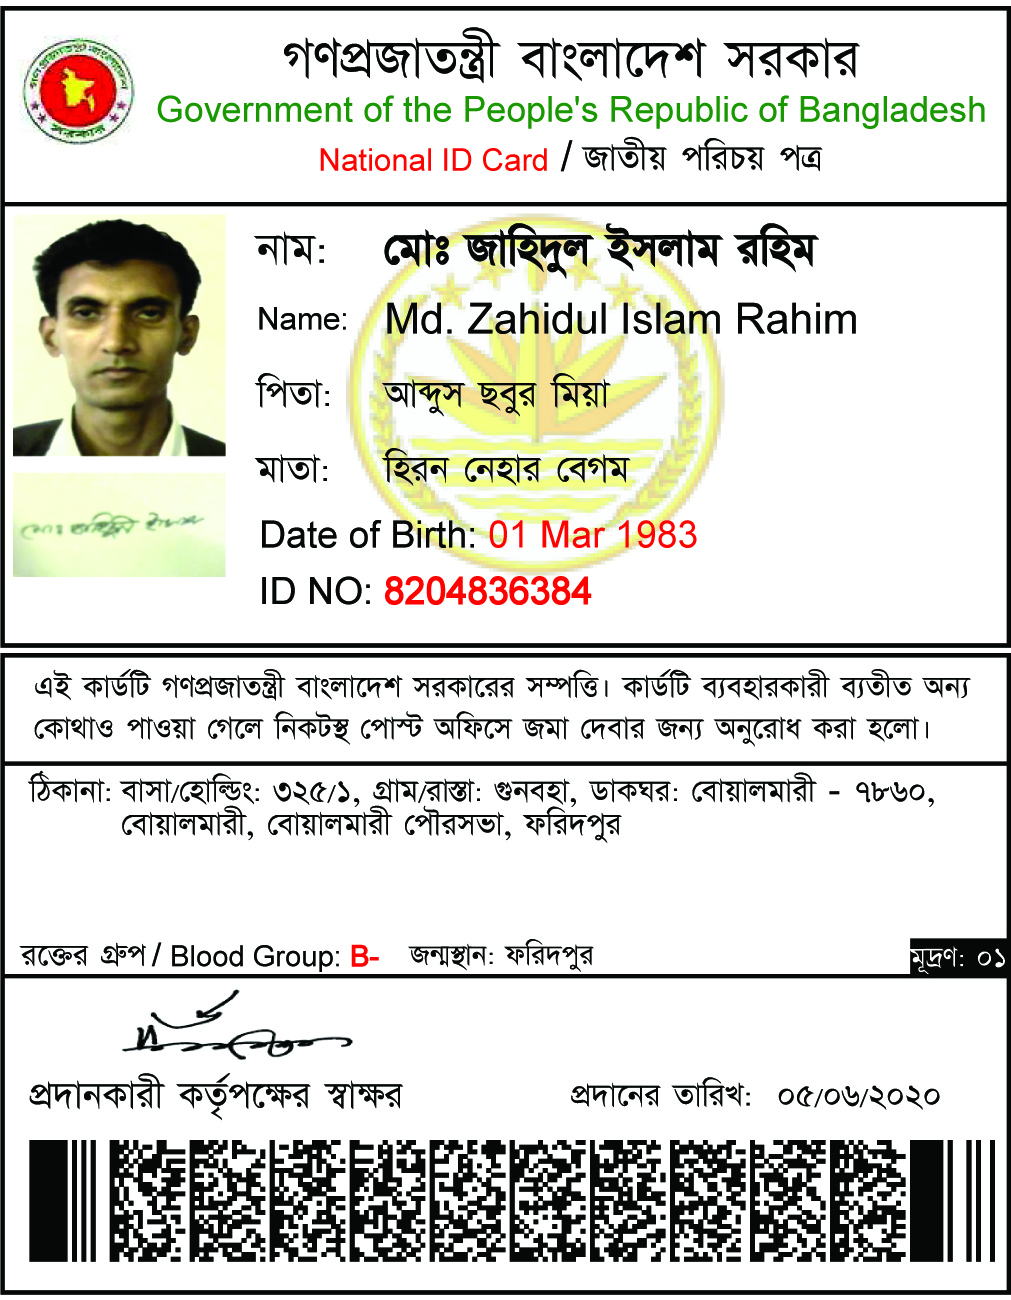 গণপ্রজাতন্ত্রী বাংলাদেশ সরকার
Government of the People's Republic of Bangladesh
National ID Card / জাতীয় পরিচয় পত্র
গণপ্রজাতন্ত্রী বাংলাদেশ
সরকার
নাম: মোঃ জাহিদুল ইসলাম রহিম
Name: Md. Zahidul Islam Rahim
পিতা: আব্দুস ছবুর মিয়া
মাতা: হিরন নেহার বেগম
মোঃ জাহিদুল ইসলাম
Date of Birth: 01 Mar 1983
ID NO: 8204836384
এই কার্ডটি গণপ্রজাতন্ত্রী বাংলাদেশ সরকারের সম্পত্তি। কার্ডটি ব্যবহারকারী ব্যতীত অন্য
কোথাও পাওয়া গেলে নিকটস্থ পোস্ট অফিসে জমা দেবার জন্য অনুরোধ করা হলো।
ঠিকানা: বাসা/হোল্ডিং: ৩২৫/১, গ্রাম/রাস্তা: গুনবহা, ডাকঘর: বোয়ালমারী - ৭৮৬০,
বোয়ালমারী, বোয়ালমারী পৌরসভা, ফরিদপুর
রক্তের গ্রুপ / Blood Group: B- জন্মস্থান: ফরিদপুর মূদ্রণ: ০১
প্রদানকারী কর্তৃপক্ষের স্বাক্ষর প্রদানের তারিখ: ০৫/০৬/২০২০